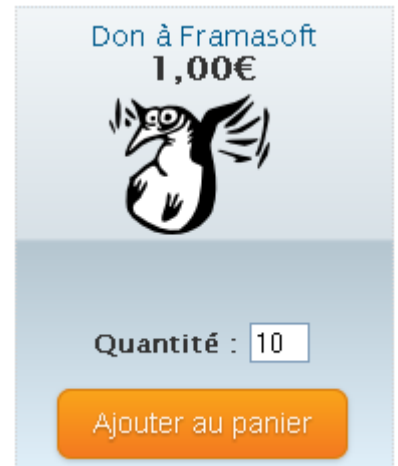 Don à Framasoft
1,00€
Quantité : 10
Ajouter au panier